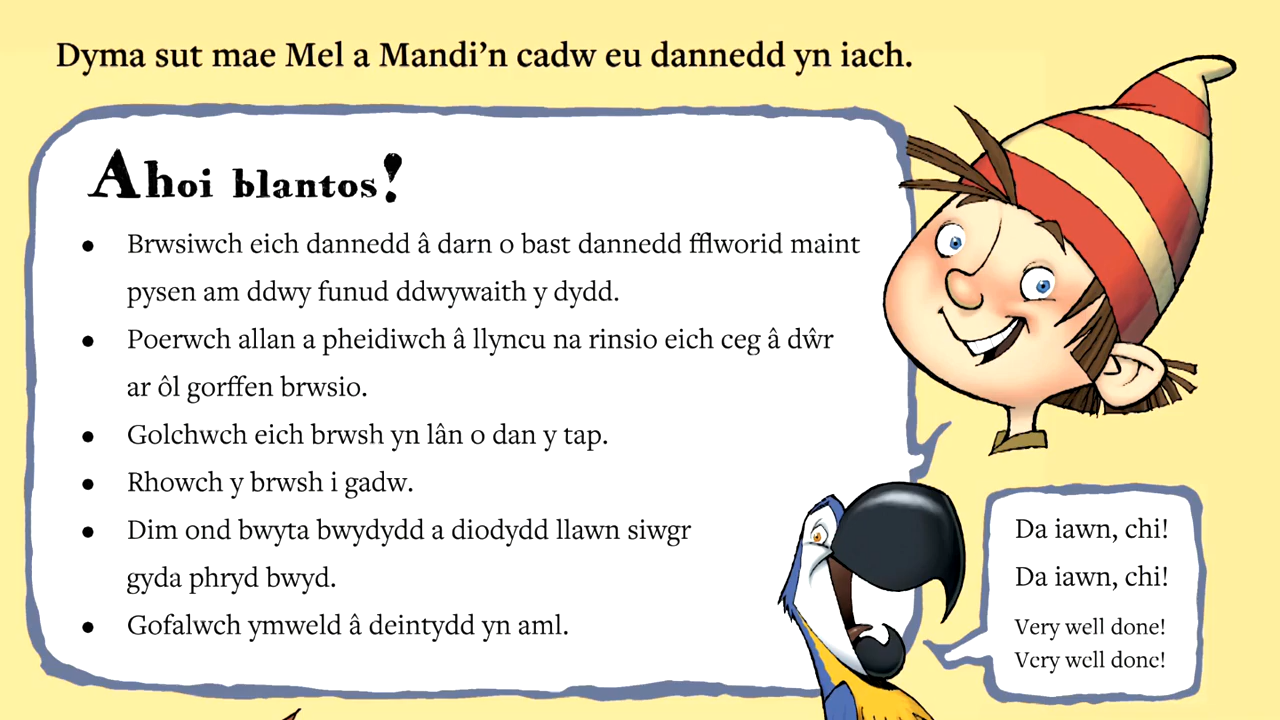 Dyma sut mae Mel a Mandi’n cadw eu dannedd yn iach.
Ahoi blantos!
• Brwsiwch eich dannedd â darn o bast dannedd fflworid maint
pysen am ddwy funud ddwywaith y dydd.
• Poerwch allan a pheidiwch â llyncu na rinsio eich ceg â dŵr
ar ôl gorffen brwsio.
• Golchwch eich brwsh yn lân o dan y tap.
• Rhowch y brwsh i gadw.
• Dim ond bwyta bwydydd a diodydd llawn siwgr
gyda phryd bwyd.
• Gofalwch ymweld â deintydd yn aml.
Da iawn, chi!
Da iawn, chi!
Very well done!
Very well done!